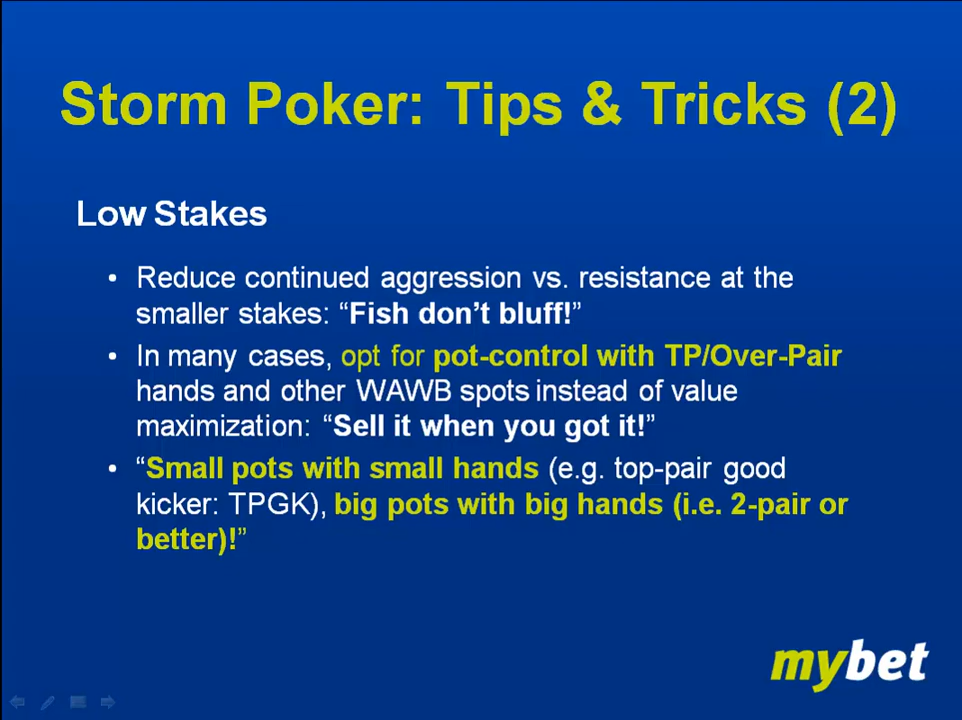 Storm Poker: Tips & Tricks (2)
Low Stakes
• Reduce continued aggression vs. resistance at the
smaller stakes: “Fish don’t bluff!”
• In many cases, opt for pot-control with TP/Over-Pair
hands and other WAWB spots instead of value
maximization: “Sell it when you got it!”
• “Small pots with small hands (e.g. top-pair good
kicker: TPGK), big pots with big hands (i.e. 2-pair or
better)!”
mybet